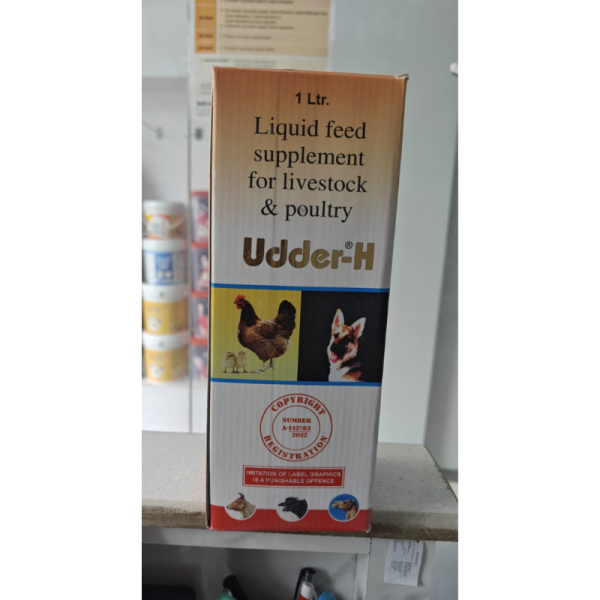 1 Ltr.
Liquid feed
supplement
for livestock
& poultry
Udder-H®
COPYRIGHT
NUMBER
A-142783
2022
REGISTRATION
IMITATION OF LABEL GRAPHICS
IS A PUNISHABLE OFFENCE